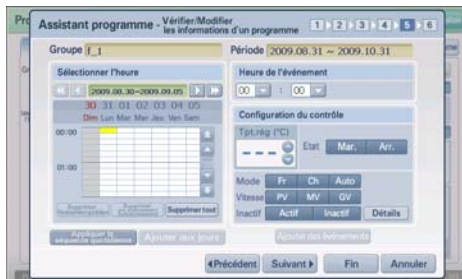 Assistant programme - Vérifier/Modifier
les informations d'un programme
1 2 3 4 5 6
Groupe f_1
Période 2009.08.31 ~ 2009.10.31
Sélectionner l'heure
2009.08.30~2009.09.05
30 31 01 02 03 04 05
Dim Lun Mar Mer Jeu Ven Sam
00:00
01:00
Supprimer tout
Heure de l'événement
00 : 00
Configuration du contrôle
Tpt.rég (°C)
Etat Mar. Arr.
Mode Fr Ch Auto
Vitesse PV MV GV
Inactif Actif Inactif Détails
Appliquer la
séquence quotidienne
Ajouter aux jours
Ajouter des événements
Précédent Suivant Fin Annuler